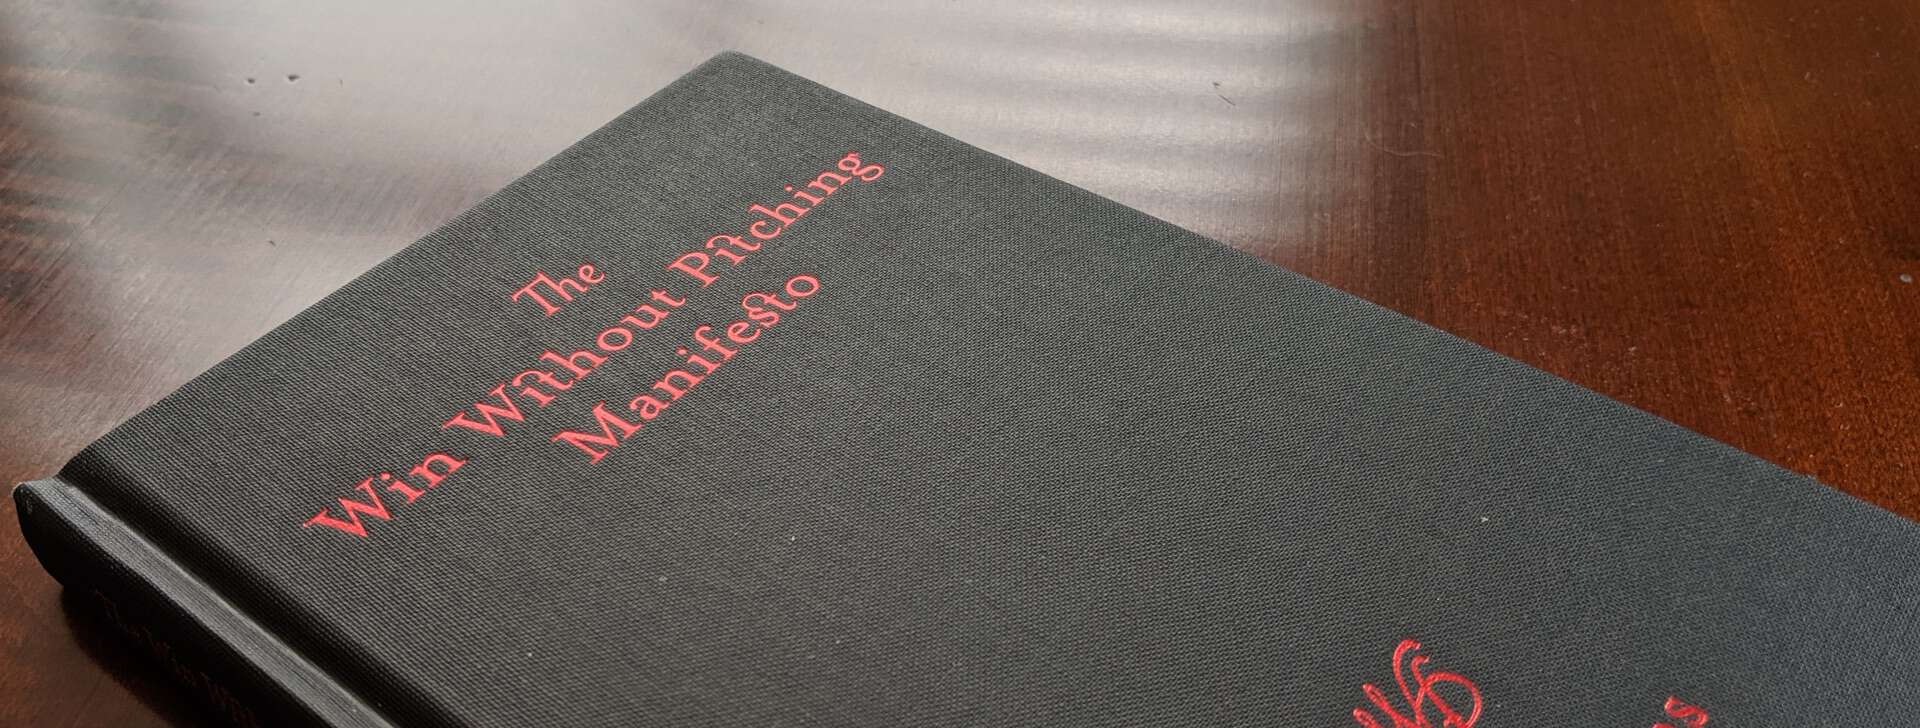 The
Win Without Pitching
Manifesto